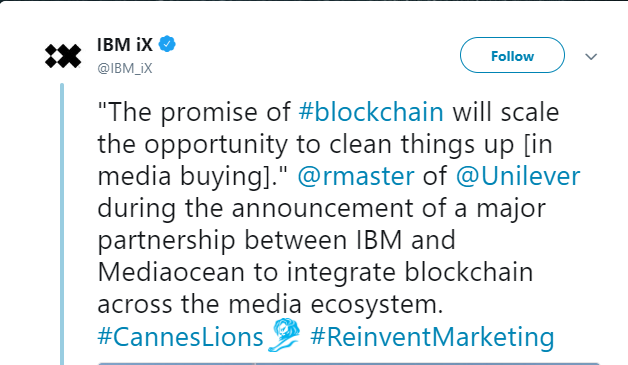 IBM iX
@IBM_iX
Follow
"The promise of #blockchain will scale
the opportunity to clean things up [in
media buying]." @rmaster of @Unilever
during the announcement of a major
partnership between IBM and
Mediaocean to integrate blockchain
across the media ecosystem.
#CannesLions #ReinventMarketing